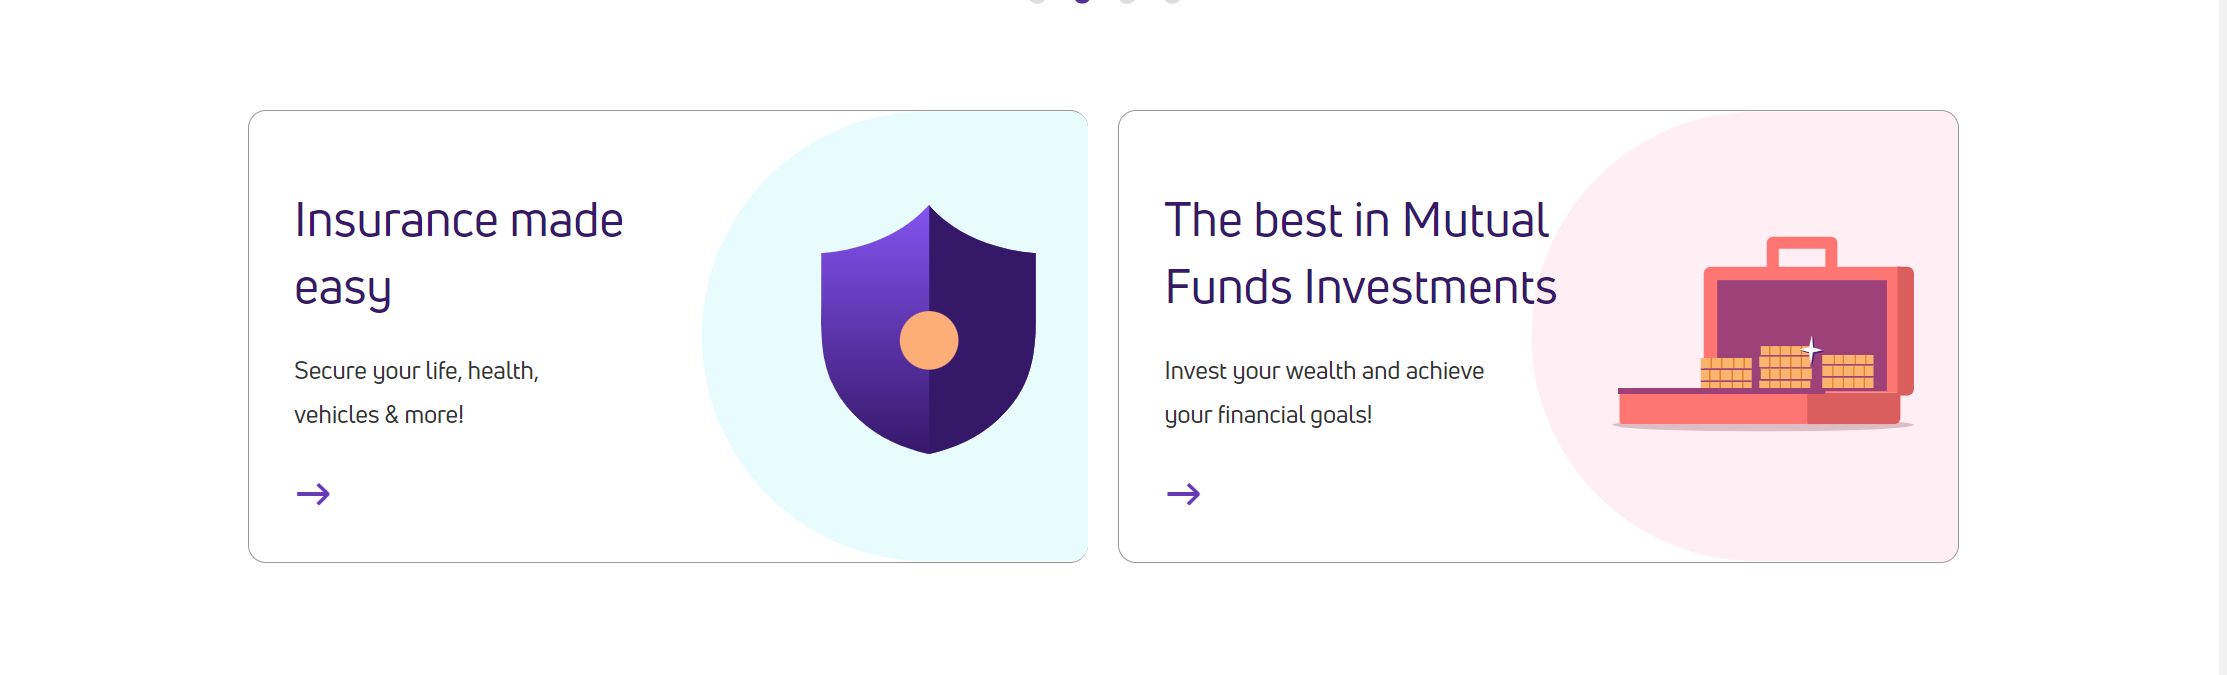 Insurance made
easy
Secure your life, health,
vehicles & more!
The best in Mutual
Funds Investments
Invest your wealth and achieve
your financial goals!